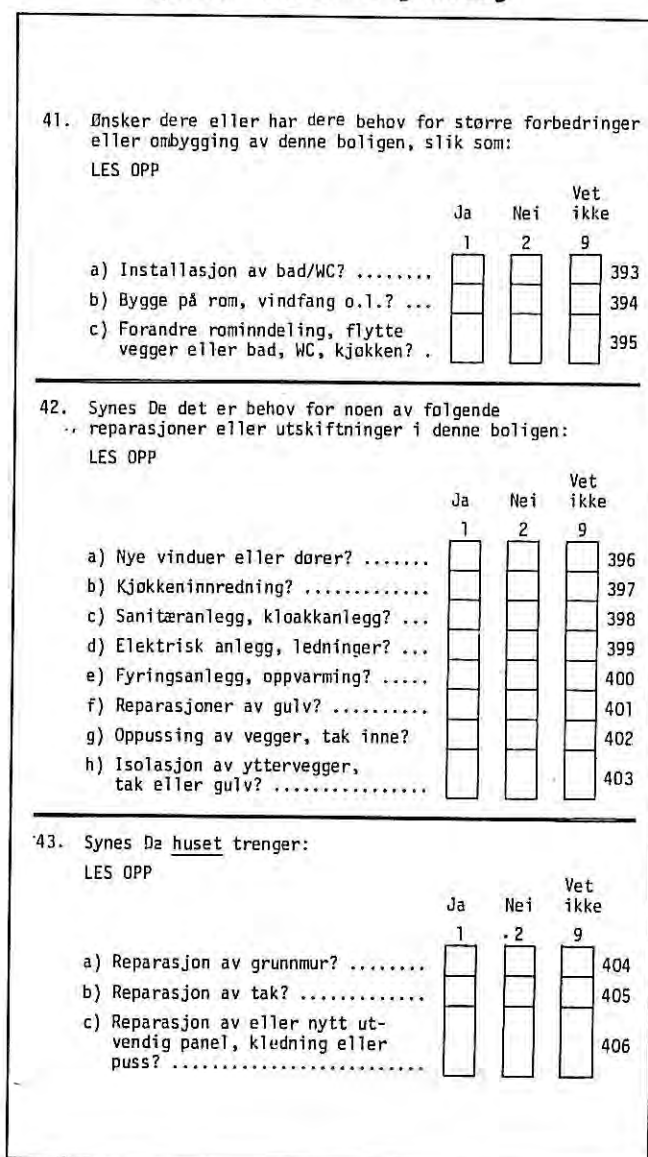 41. Ønsker dere eller har dere behov for større forbedringer
eller ombygging av denne boligen, slik som:
LES OPP
Vet
Ja Nei ikke
1 2 9
a) Installasjon av bad/WC? ........ 393
b) Bygge på rom, vindfang o.l.? ... 394
c) Forandre rominndeling, flytte
vegger eller bad, WC, kjøkken? . 395
42. Synes De det er behov for noen av følgende
reparasjoner eller utskiftninger i denne boligen:
LES OPP
Vet
Ja Nei ikke
1 2 9
a) Nye vinduer eller dører? ....... 396
b) Kjøkkeninnredning? ............. 397
c) Sanitæranlegg, kloakkanlegg? ... 398
d) Elektrisk anlegg, ledninger? ... 399
e) Fyringsanlegg, oppvarming? ..... 400
f) Reparasjoner av gulv? .......... 401
g) Oppussing av vegger, tak inne? 402
h) Isolasjon av yttervegger,
tak eller gulv? ................ 403
43. Synes De huset trenger:
LES OPP
Vet
Ja Nei ikke
1 2 9
a) Reparasjon av grunnmur? ........ 404
b) Reparasjon av tak? ............. 405
c) Reparasjon av eller nytt ut-
vendig panel, kledning eller
puss? .......................... 406